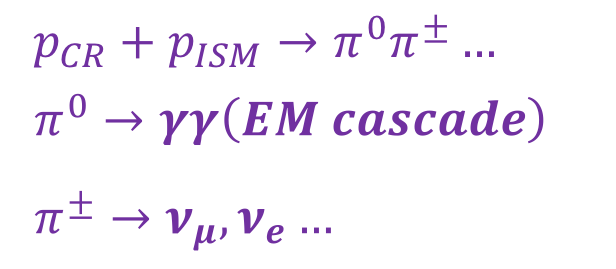 p_CR + p_ISM → π⁰π^± ...
π⁰ → γγ(EM cascade)
π^± → ν_μ, ν_e ...